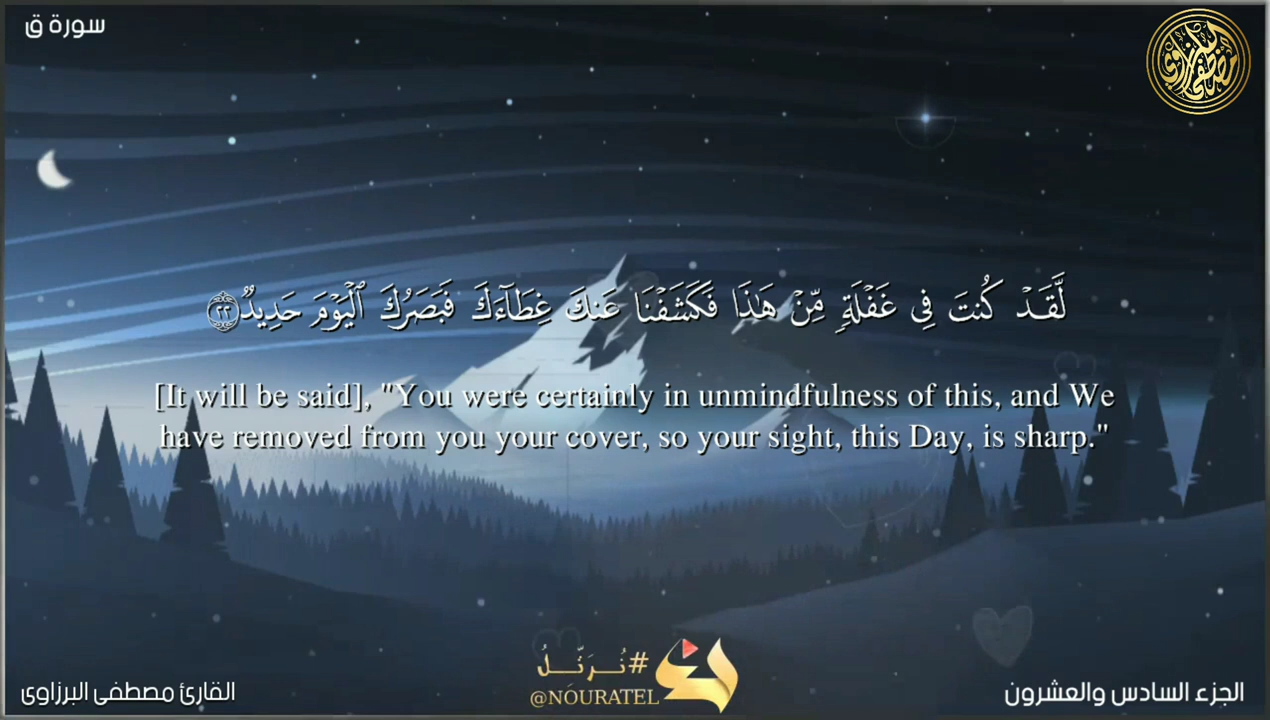 سورة ق
لَّقَدْ كُنتَ فِى غَفْلَةٍ مِّنْ هَٰذَا فَكَشَفْنَا عَنكَ غِطَآءَكَ فَبَصَرُكَ ٱلْيَوْمَ حَدِيدٌ ٢٢
[It will be said], "You were certainly in unmindfulness of this, and We
have removed from you your cover, so your sight, this Day, is sharp."
#نُرَتِّلُ
@NOURATEL
القارئ مصطفى البرزاوى
الجزء السادس والعشرون